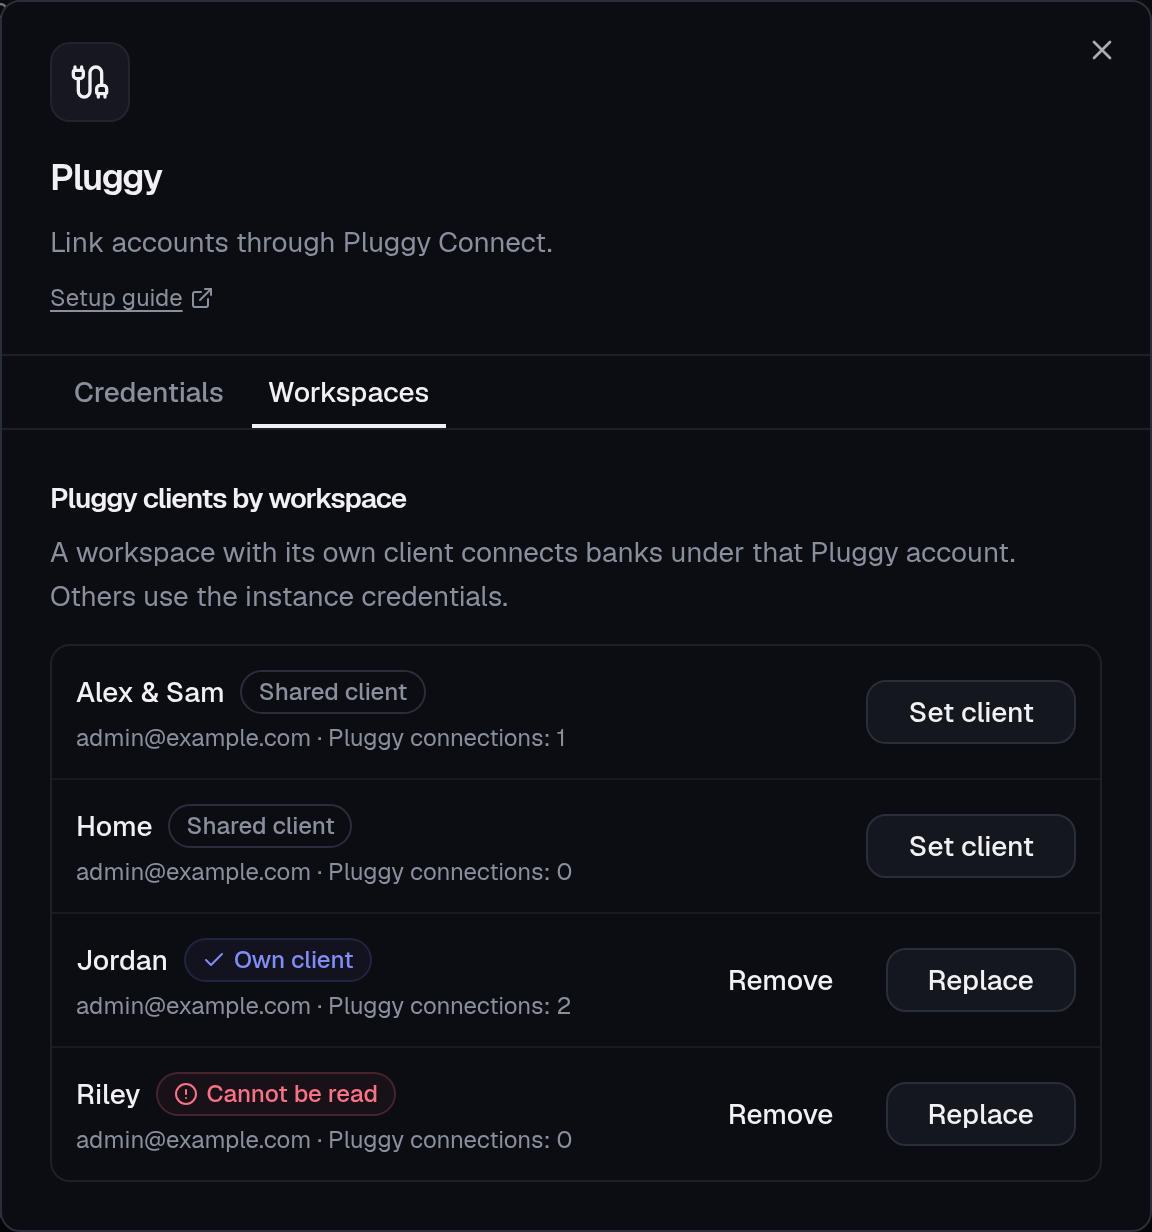 Pluggy
Link accounts through Pluggy Connect.
Setup guide
Credentials
Workspaces
Pluggy clients by workspace
A workspace with its own client connects banks under that Pluggy account.
Others use the instance credentials.
Alex & Sam
Shared client
admin@example.com · Pluggy connections: 1
Set client
Home
Shared client
admin@example.com · Pluggy connections: 0
Set client
Jordan
Own client
admin@example.com · Pluggy connections: 2
Remove
Replace
Riley
Cannot be read
admin@example.com · Pluggy connections: 0
Remove
Replace